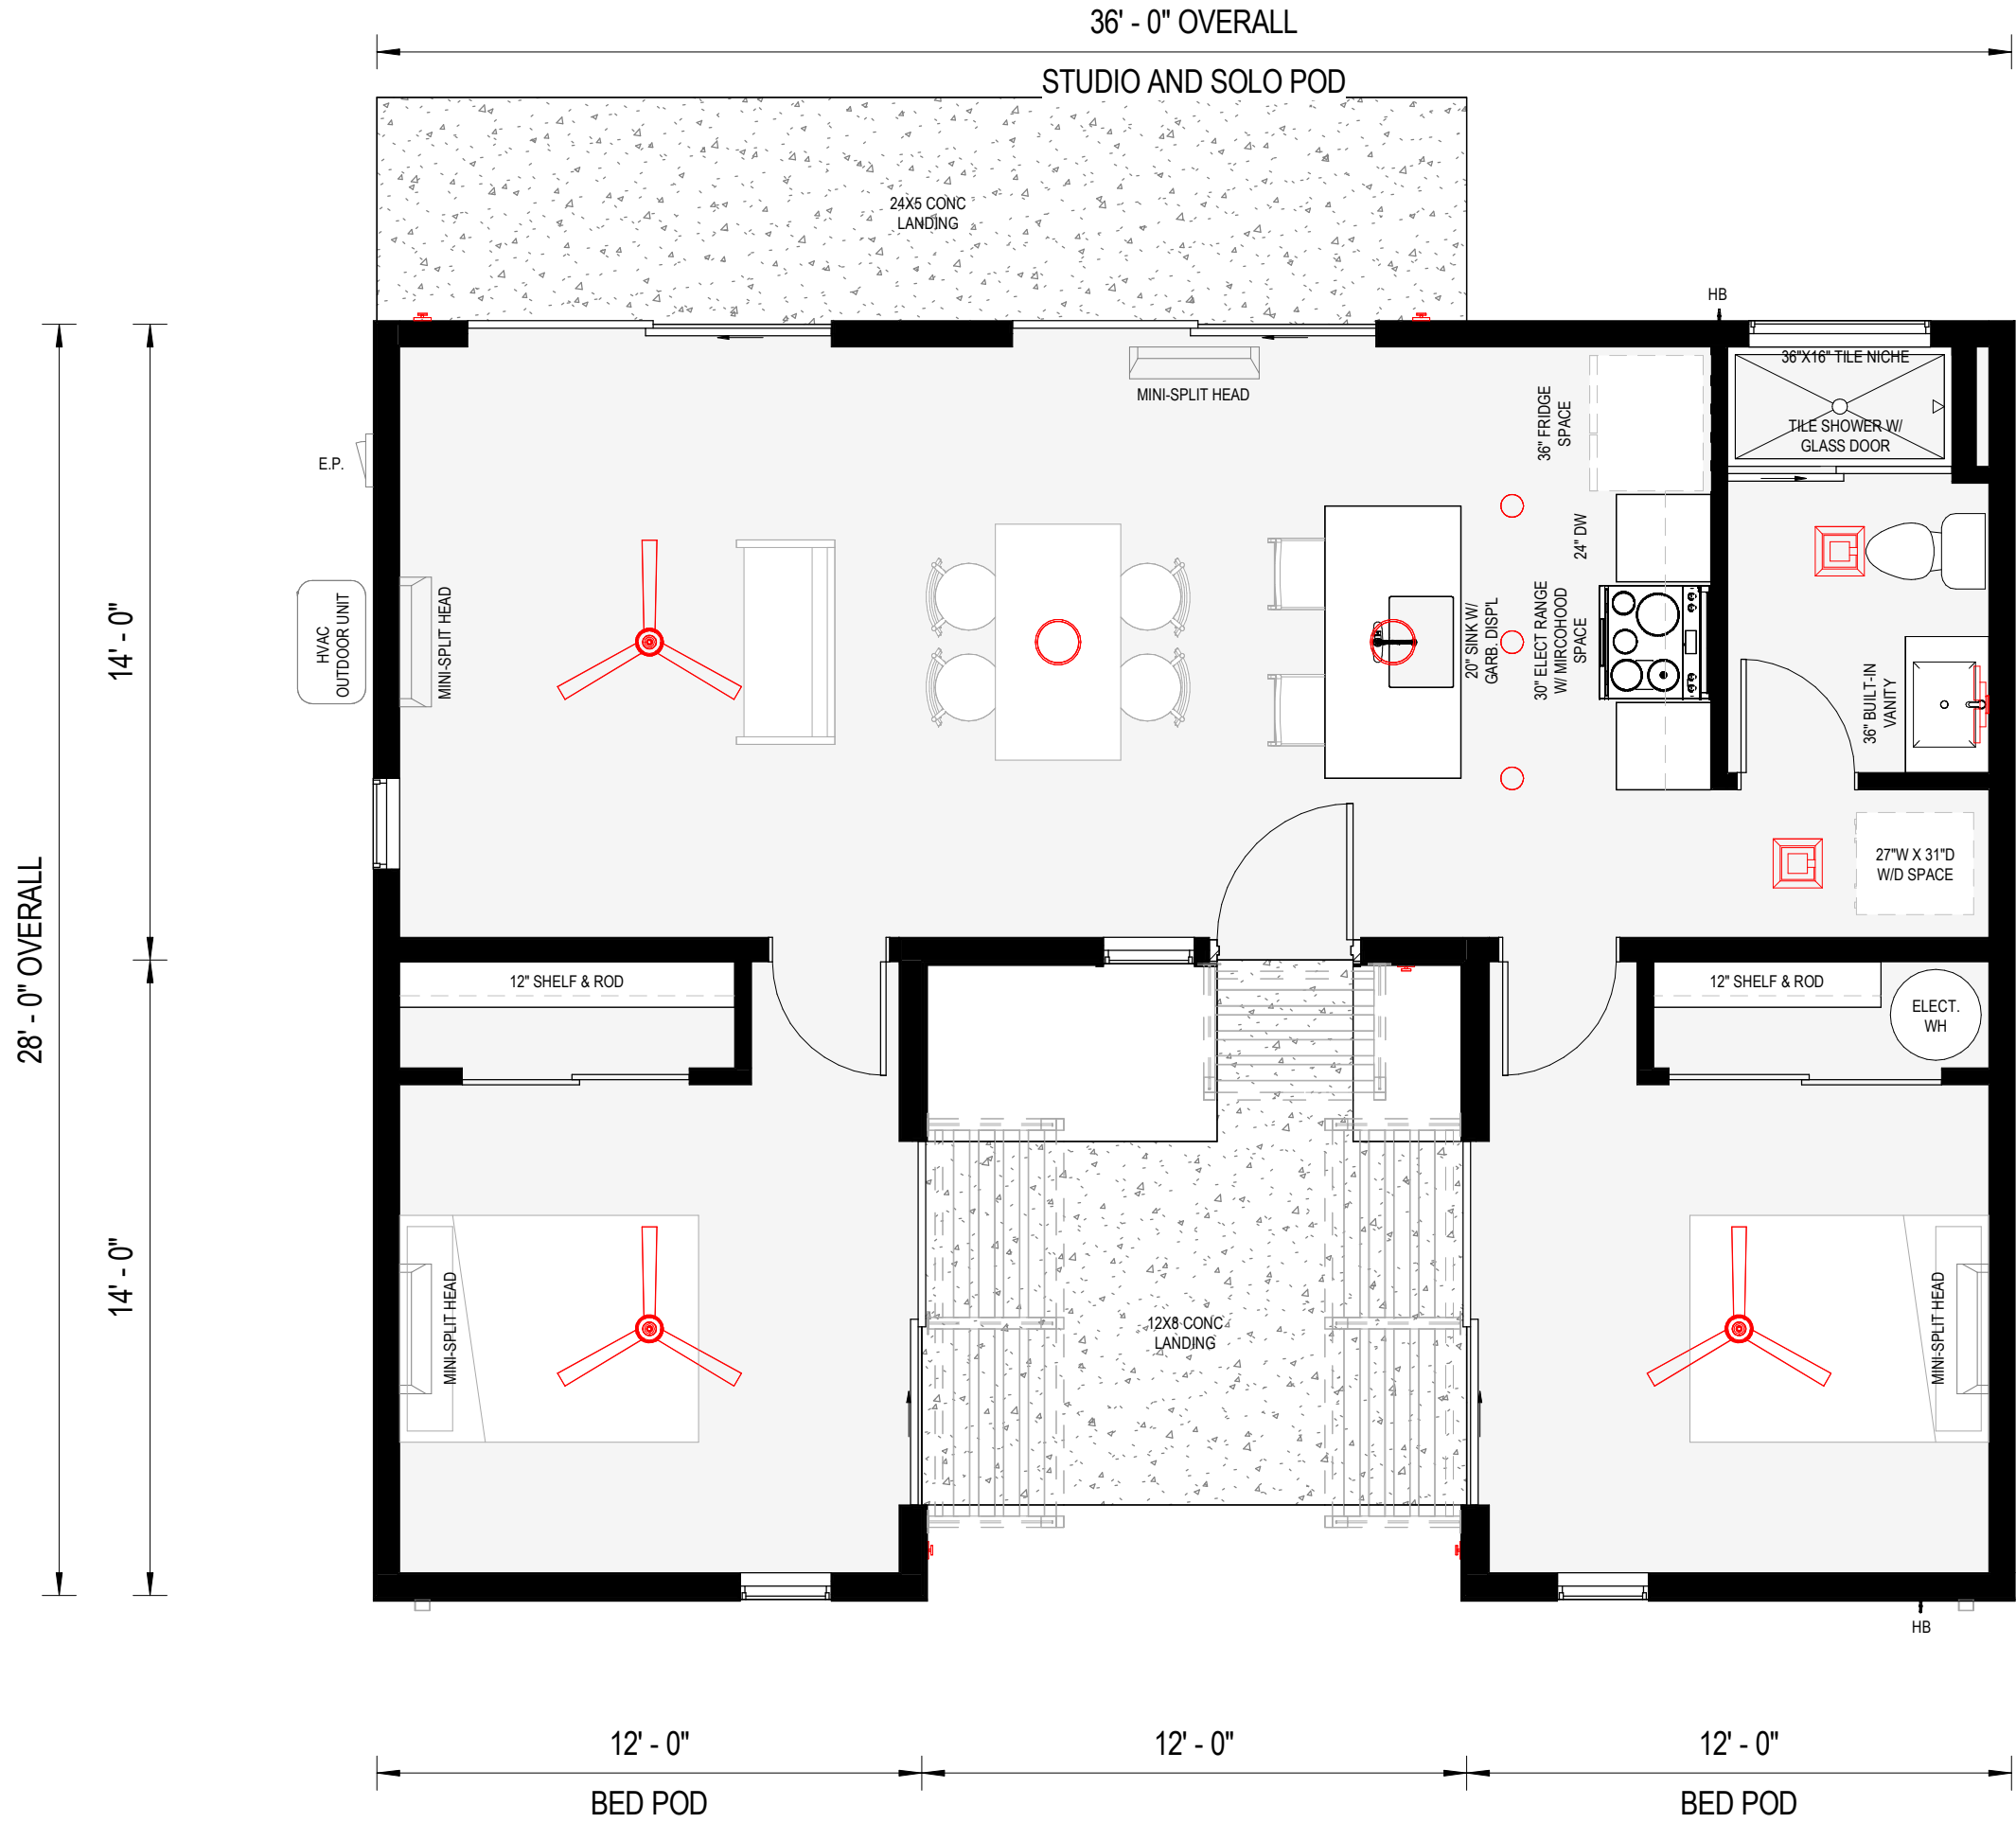 36' - 0" OVERALL
STUDIO AND SOLO POD
24X5 CONC
LANDING
HB
36"X16" TILE NICHE
TILE SHOWER W/
GLASS DOOR
MINI-SPLIT HEAD
36" FRIDGE
SPACE
E.P.
24" DW
HVAC
OUTDOOR UNIT
MINI-SPLIT HEAD
20" SINK W/
GARB. DISP'L
30" ELECT RANGE
W/ MIRCOHOOD
SPACE
36" BUILT-IN
VANITY
14' - 0"
27"W X 31"D
W/D SPACE
28' - 0" OVERALL
12" SHELF & ROD
12" SHELF & ROD
ELECT.
WH
14' - 0"
MINI-SPLIT HEAD
12X8 CONC
LANDING
MINI-SPLIT HEAD
HB
12' - 0"
12' - 0"
12' - 0"
BED POD
BED POD